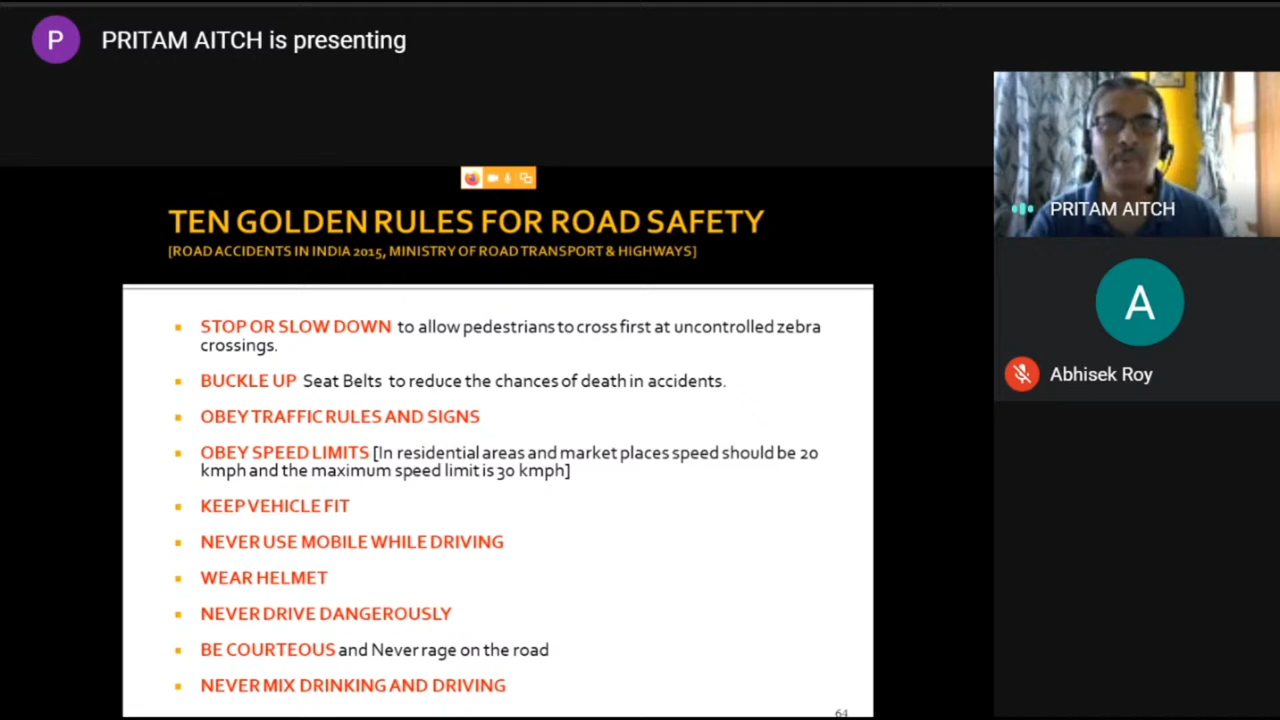 P
PRITAM AITCH is presenting
PRITAM AITCH
A
Abhisek Roy
TEN GOLDEN RULES FOR ROAD SAFETY
[ROAD ACCIDENTS IN INDIA 2015, MINISTRY OF ROAD TRANSPORT & HIGHWAYS]
STOP OR SLOW DOWN to allow pedestrians to cross first at uncontrolled zebra
crossings.
BUCKLE UP Seat Belts to reduce the chances of death in accidents.
OBEY TRAFFIC RULES AND SIGNS
OBEY SPEED LIMITS [In residential areas and market places speed should be 20
kmph and the maximum speed limit is 30 kmph]
KEEP VEHICLE FIT
NEVER USE MOBILE WHILE DRIVING
WEAR HELMET
NEVER DRIVE DANGEROUSLY
BE COURTEOUS and Never rage on the road
NEVER MIX DRINKING AND DRIVING
64